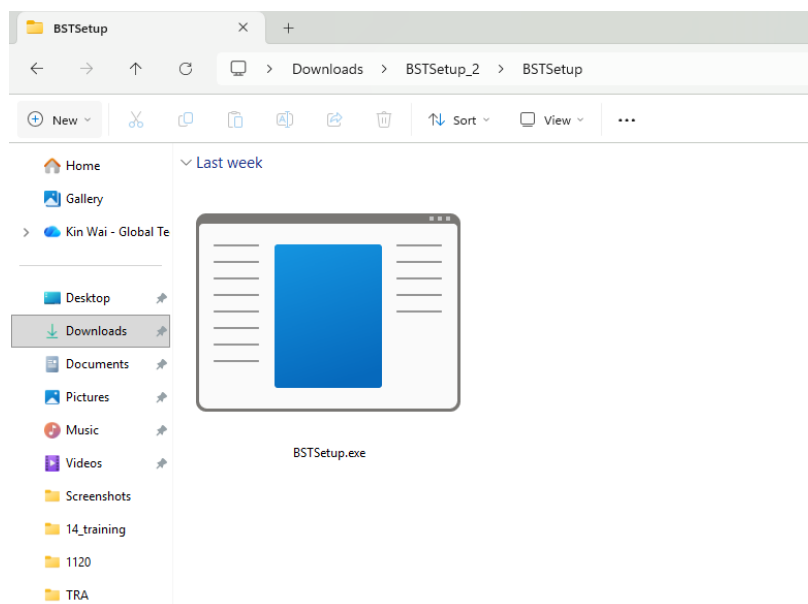 BSTSetup
Downloads > BSTSetup_2 > BSTSetup
New
Sort
View
Home
Last week
Gallery
Kin Wai - Global Te
Desktop
Downloads
Documents
Pictures
Music
Videos
BSTSetup.exe
Screenshots
14_training
1120
TRA